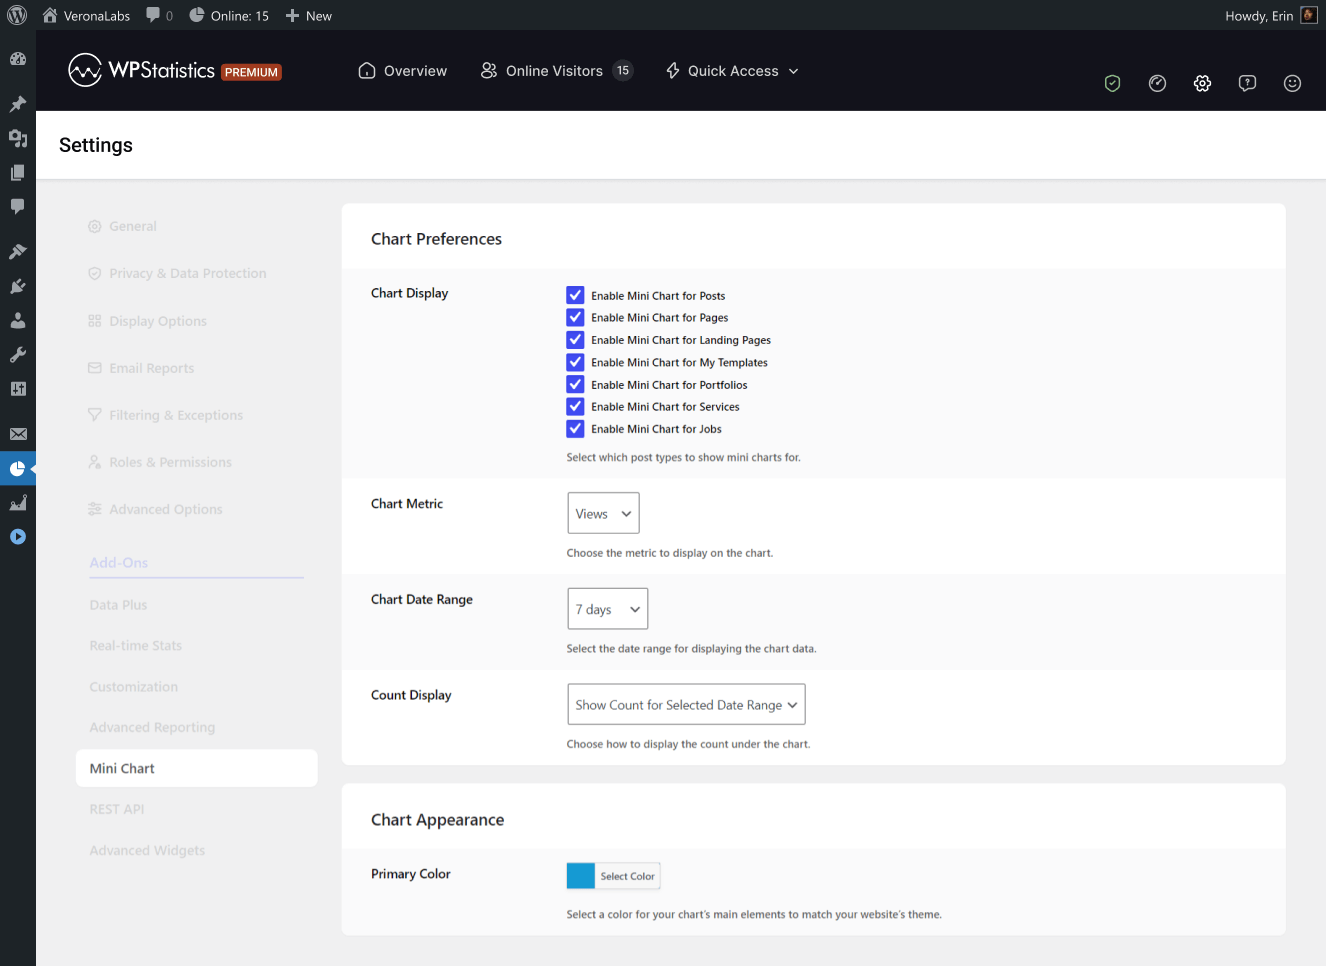 VeronaLabs 0 Online: 15 New Howdy, Erin
WPStatistics PREMIUM Overview Online Visitors 15 Quick Access
Settings
General
Privacy & Data Protection
Display Options
Email Reports
Filtering & Exceptions
Roles & Permissions
Advanced Options
Add-Ons
Data Plus
Real-time Stats
Customization
Advanced Reporting
Mini Chart
REST API
Advanced Widgets
Chart Preferences
Chart Display
Enable Mini Chart for Posts
Enable Mini Chart for Pages
Enable Mini Chart for Landing Pages
Enable Mini Chart for My Templates
Enable Mini Chart for Portfolios
Enable Mini Chart for Services
Enable Mini Chart for Jobs
Select which post types to show mini charts for.
Chart Metric
Views
Choose the metric to display on the chart.
Chart Date Range
7 days
Select the date range for displaying the chart data.
Count Display
Show Count for Selected Date Range
Choose how to display the count under the chart.
Chart Appearance
Primary Color
Select Color
Select a color for your chart's main elements to match your website's theme.